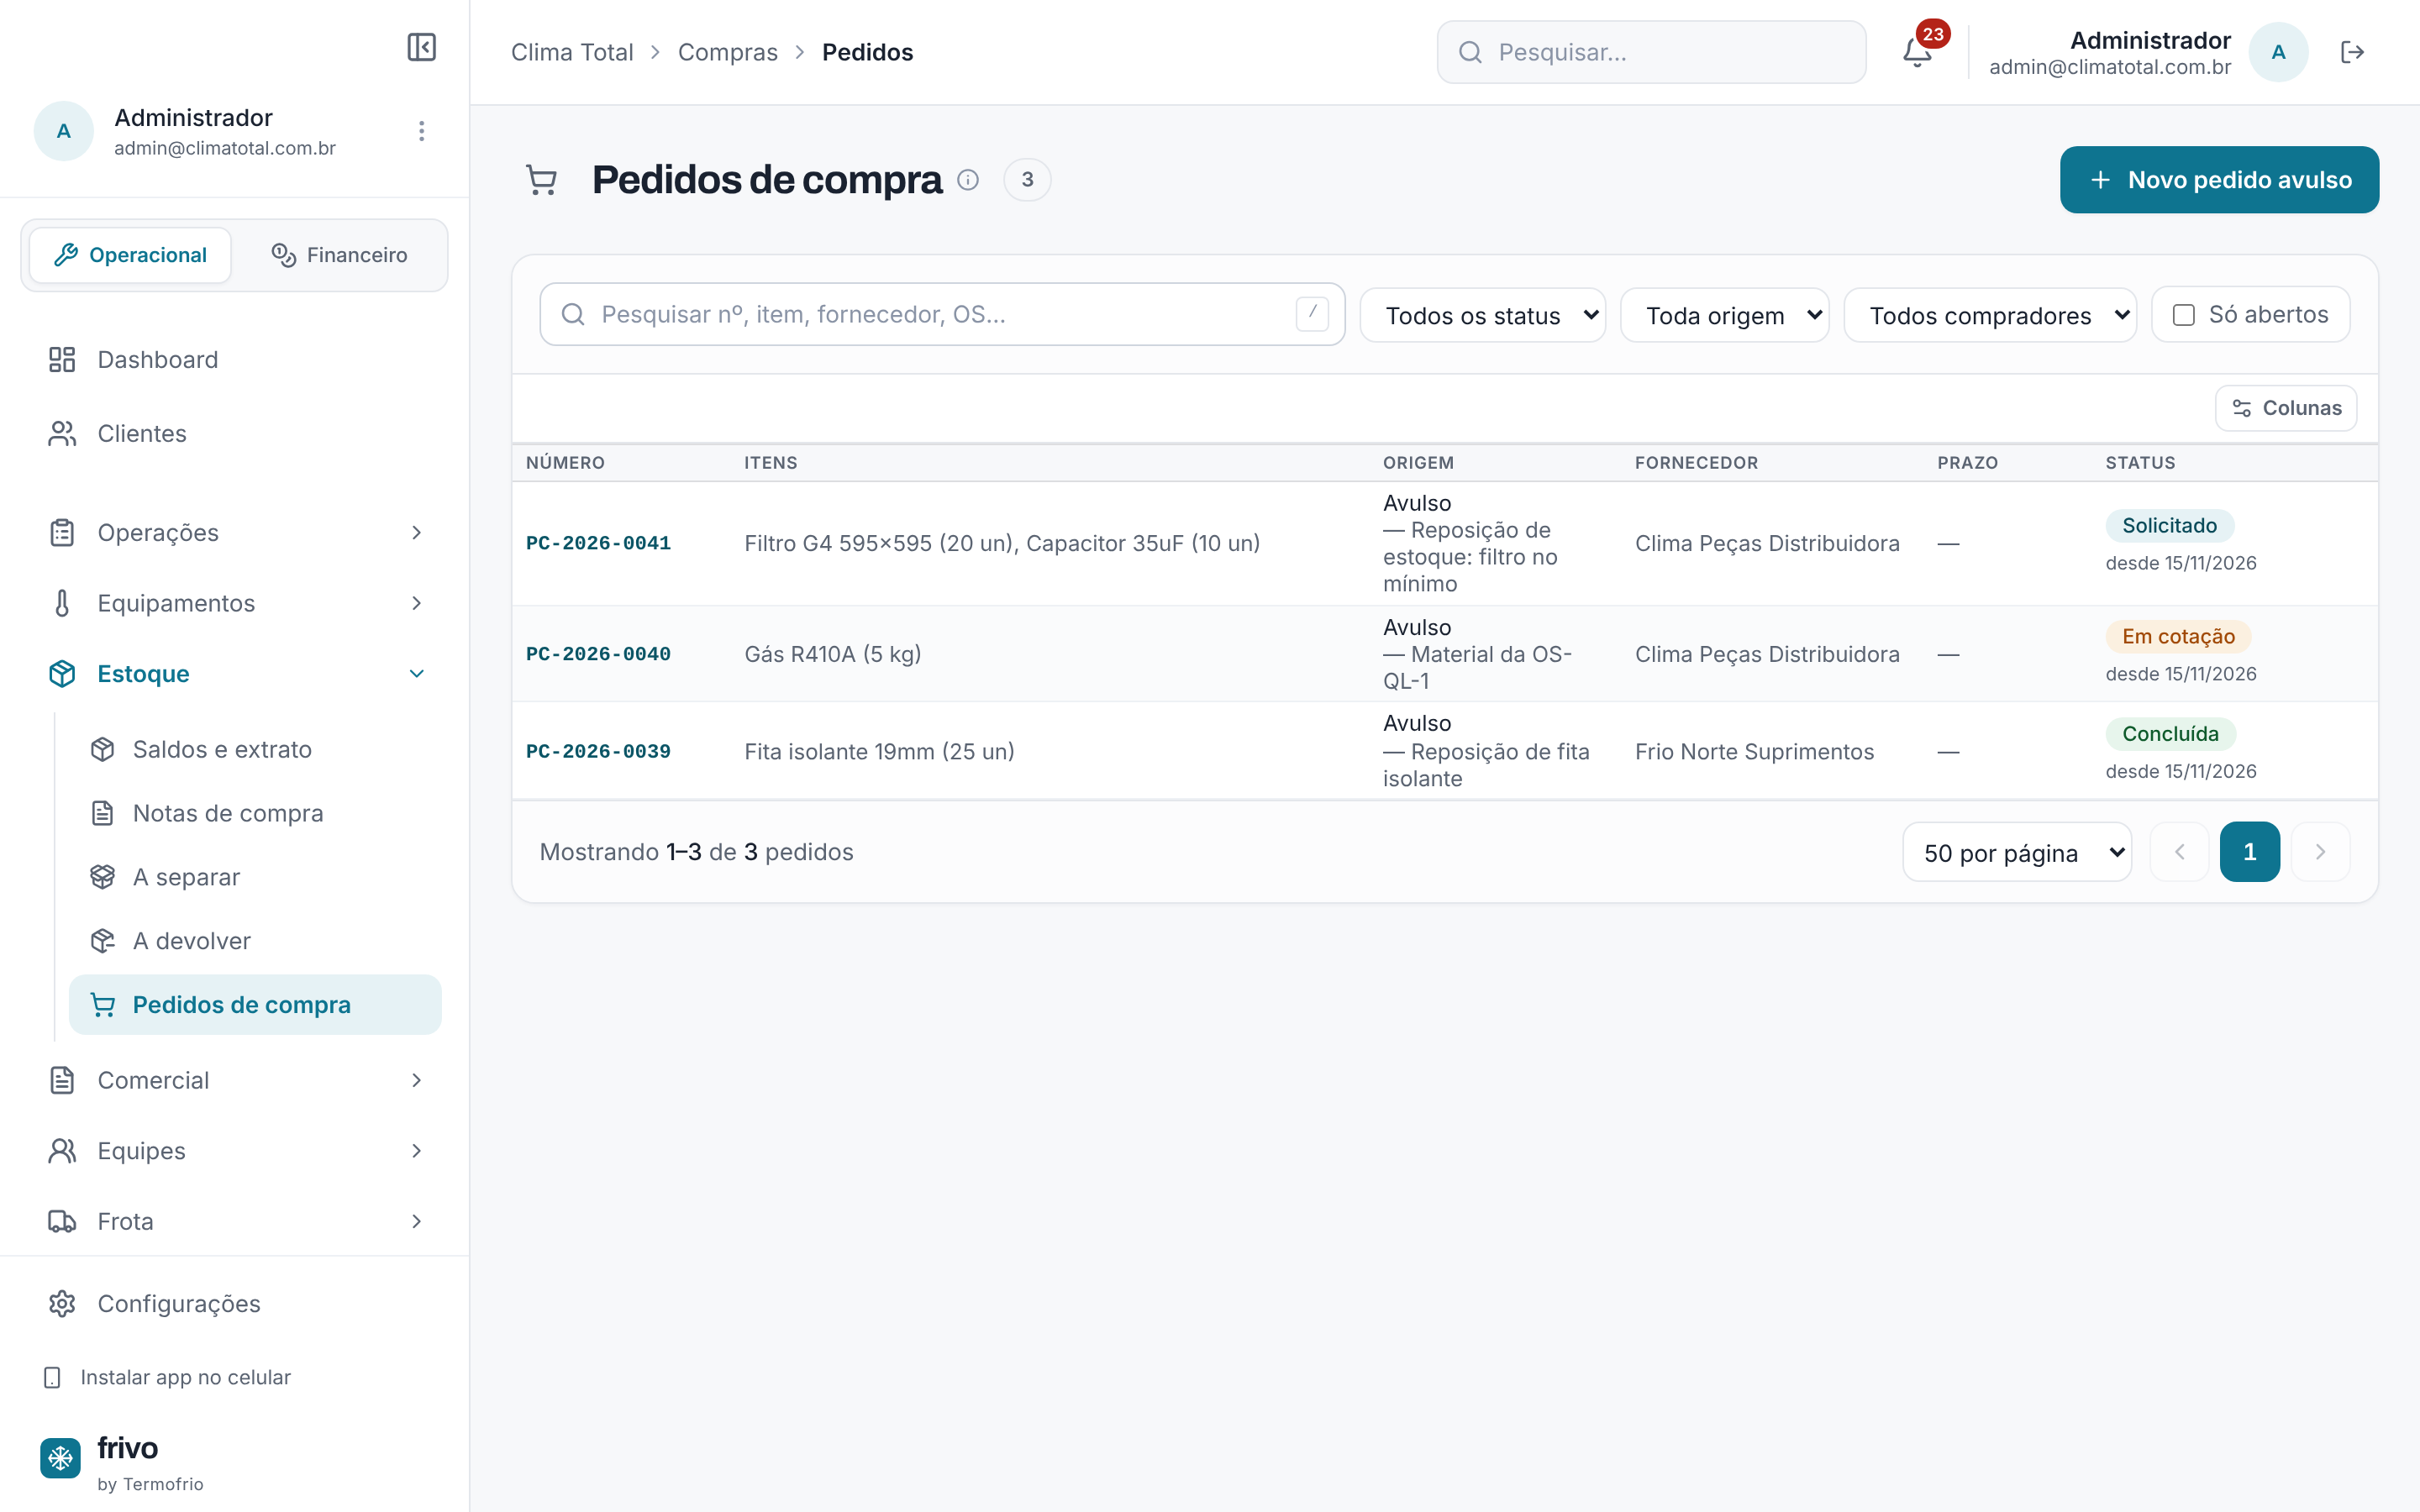 Clima Total > Compras > Pedidos
Pesquisar...
23
Administrador
admin@climatotal.com.br
A
A
Administrador
admin@climatotal.com.br
Operacional
Financeiro
Dashboard
Clientes
Operações
Equipamentos
Estoque
Saldos e extrato
Notas de compra
A separar
A devolver
Pedidos de compra
Comercial
Equipes
Frota
Configurações
Instalar app no celular
frivo
by Termofrio
Pedidos de compra
3
+ Novo pedido avulso
Pesquisar nº, item, fornecedor, OS...
/
Todos os status
Toda origem
Todos compradores
Só abertos
Colunas
NÚMERO ITENS ORIGEM FORNECEDOR PRAZO STATUS
PC-2026-0041
Filtro G4 595×595 (20 un), Capacitor 35uF (10 un)
Avulso
— Reposição de
estoque: filtro no
mínimo
Clima Peças Distribuidora
—
Solicitado
desde 15/11/2026
PC-2026-0040
Gás R410A (5 kg)
Avulso
— Material da OS-
QL-1
Clima Peças Distribuidora
—
Em cotação
desde 15/11/2026
PC-2026-0039
Fita isolante 19mm (25 un)
Avulso
— Reposição de fita
isolante
Frio Norte Suprimentos
—
Concluída
desde 15/11/2026
Mostrando 1–3 de 3 pedidos
50 por página
1